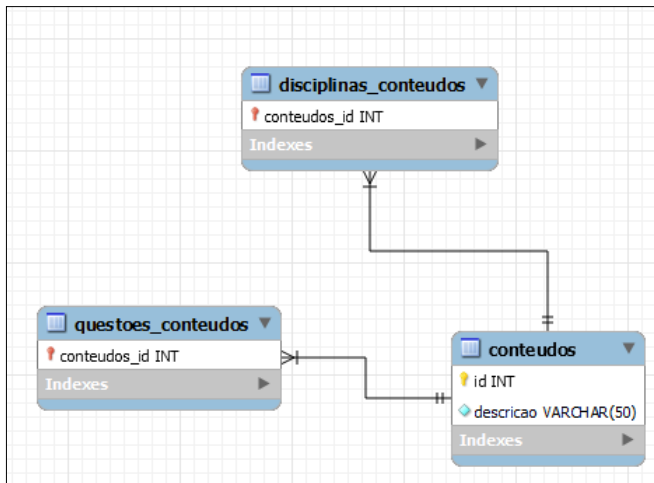 disciplinas_conteudos
conteudos_id INT
Indexes
questoes_conteudos
conteudos_id INT
Indexes
conteudos
id INT
descricao VARCHAR(50)
Indexes